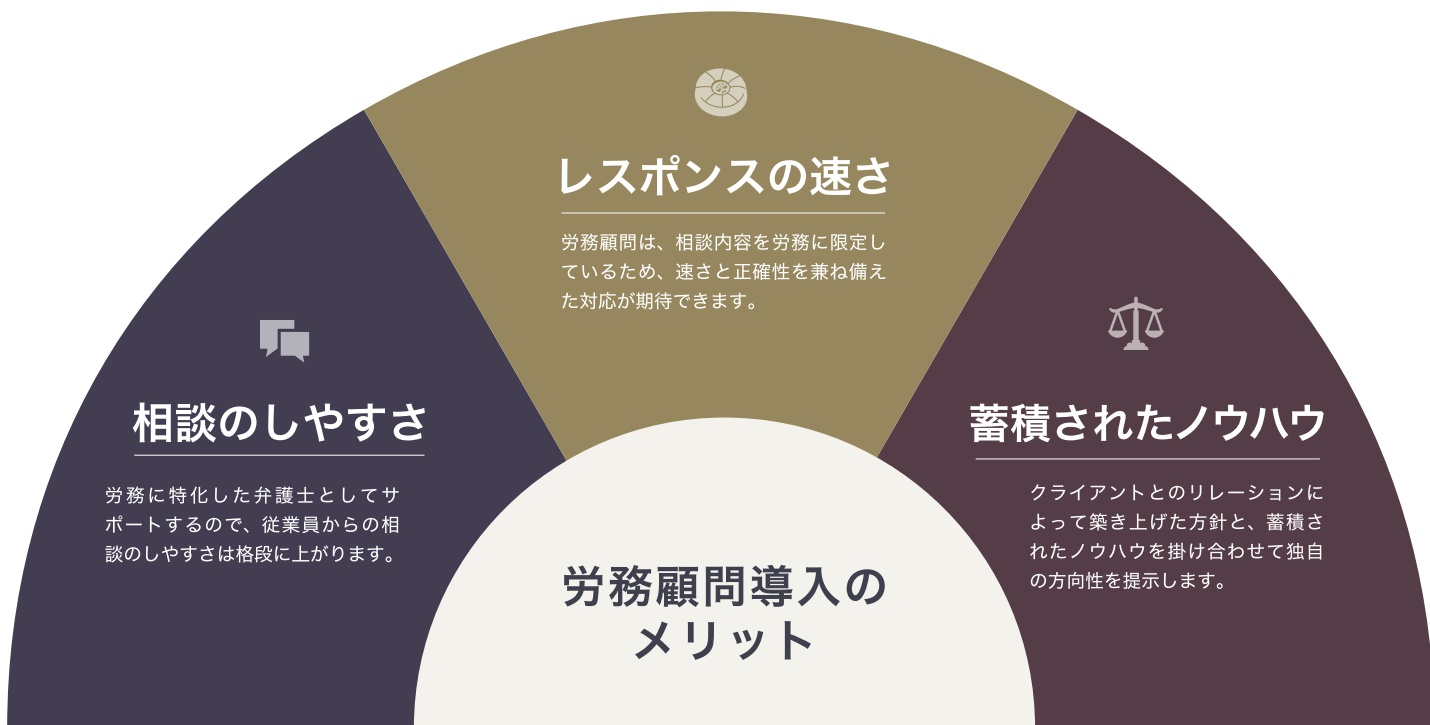 レスポンスの速さ
労務顧問は、相談内容を労務に限定し
ているため、速さと正確性を兼ね備え
た対応が期待できます。
相談のしやすさ
労務に特化した弁護士としてサ
ポートするので、従業員からの相
談のしやすさは格段に上がります。
蓄積されたノウハウ
クライアントとのリレーションに
よって築き上げた方針と、蓄積さ
れたノウハウを掛け合わせて独自
の方向性を提示します。
労務顧問導入の
メリット